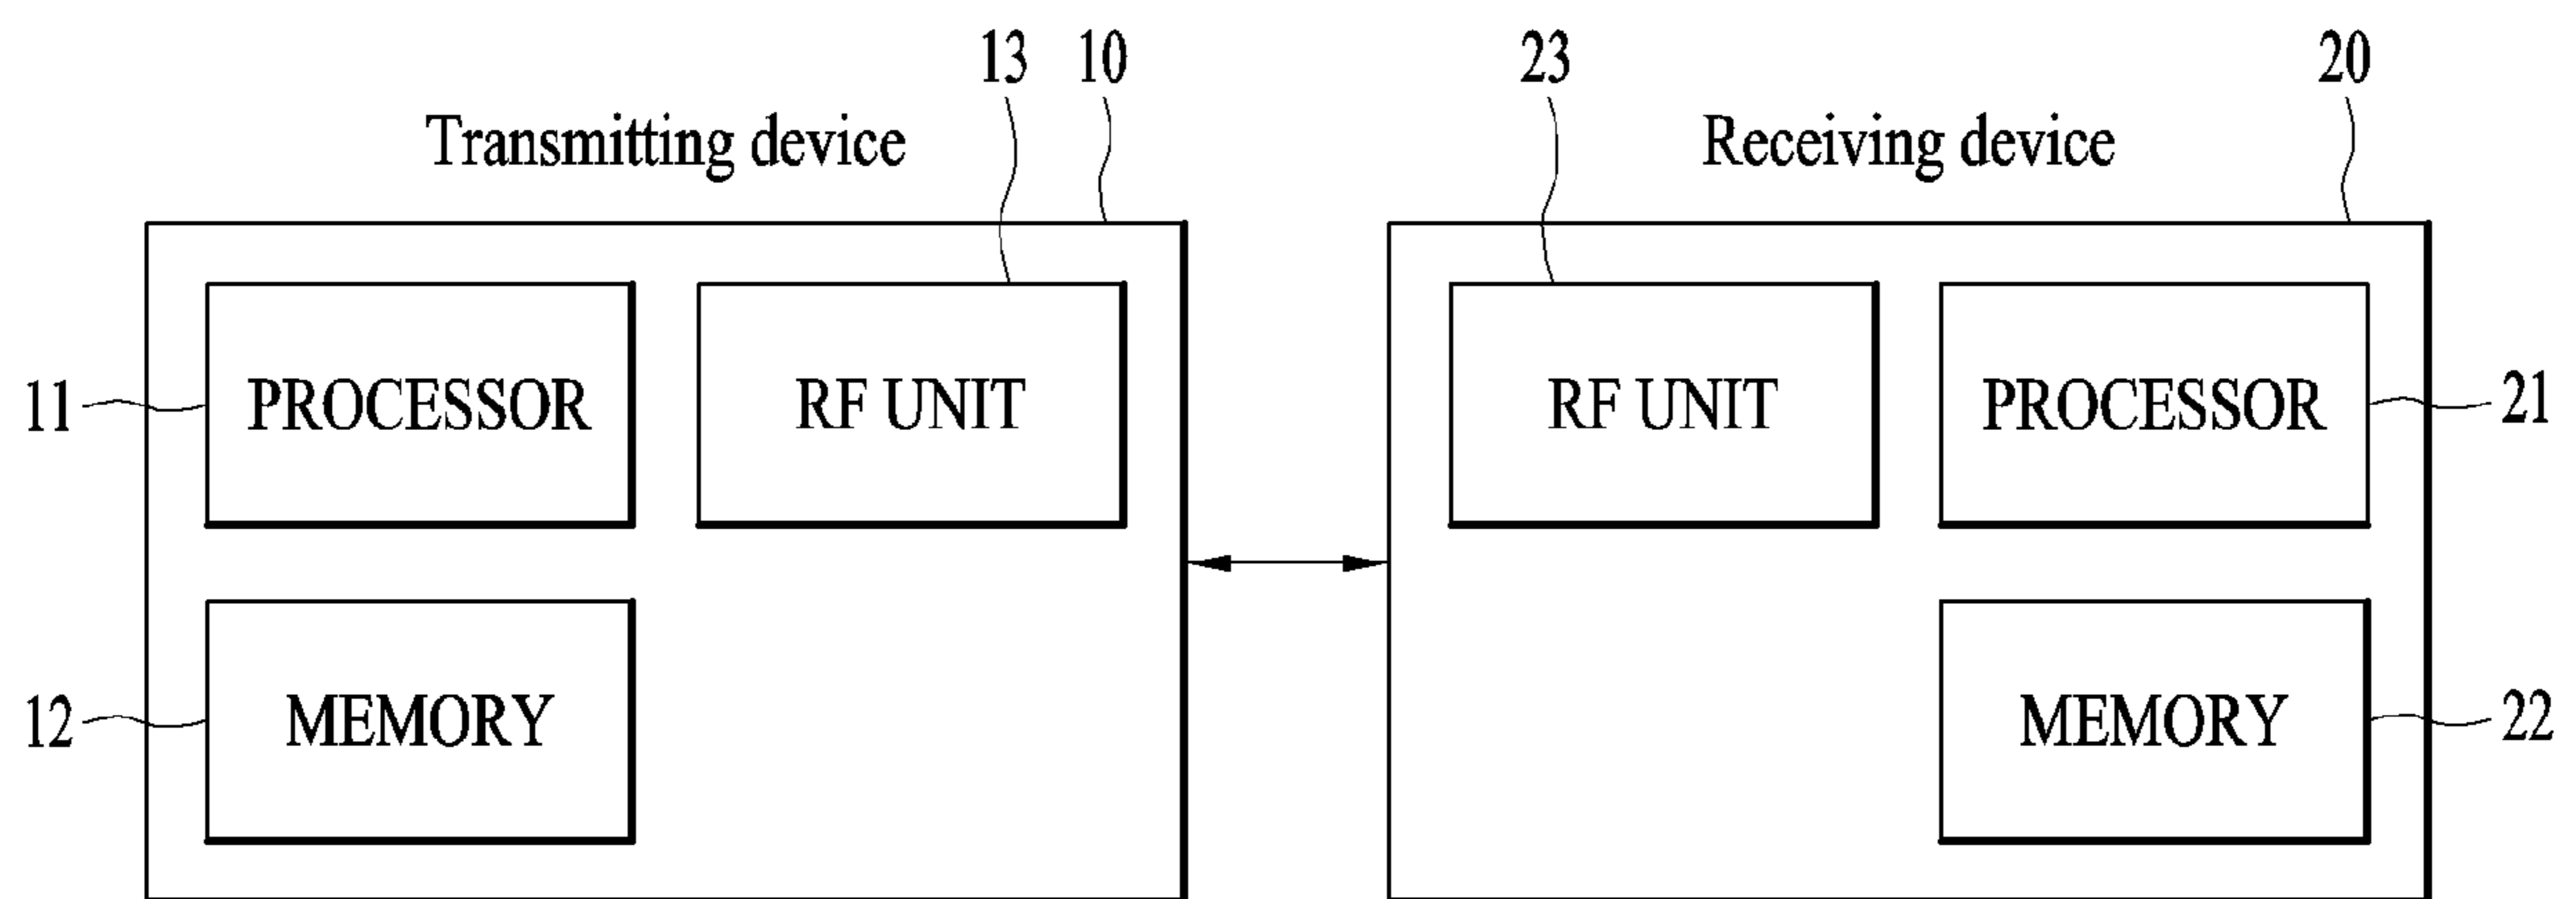 13 10 23 20
Transmitting device Receiving device
11 PROCESSOR RF UNIT RF UNIT PROCESSOR 21
12 MEMORY MEMORY 22